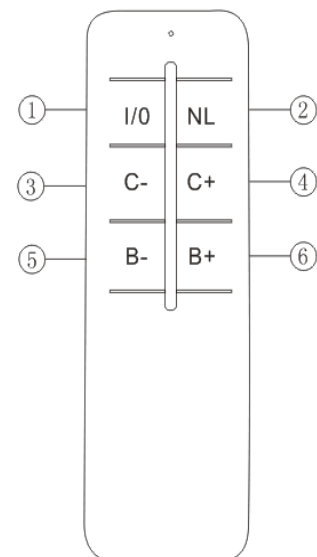 ① I/0 NL ②
③ C- C+ ④
⑤ B- B+ ⑥